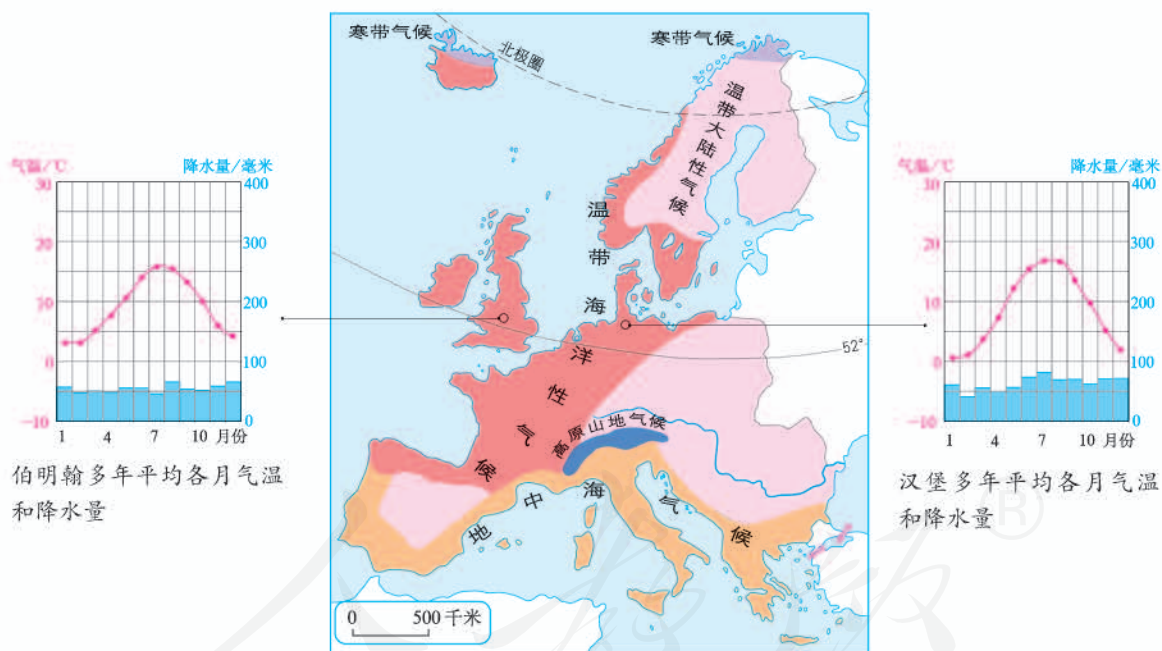 寒带气候
寒带气候
北极圈
温带大陆性气候
温带海洋性气候
高原山地气候
地中海气候
52°
0 500 千米
气温/℃ 降水量/毫米
30 400
20 300
10 200
0 100
-10 0
1 4 7 10 月份
伯明翰多年平均各月气温
和降水量
气温/℃ 降水量/毫米
30 400
20 300
10 200
0 100
-10 0
1 4 7 10 月份
汉堡多年平均各月气温
和降水量
®